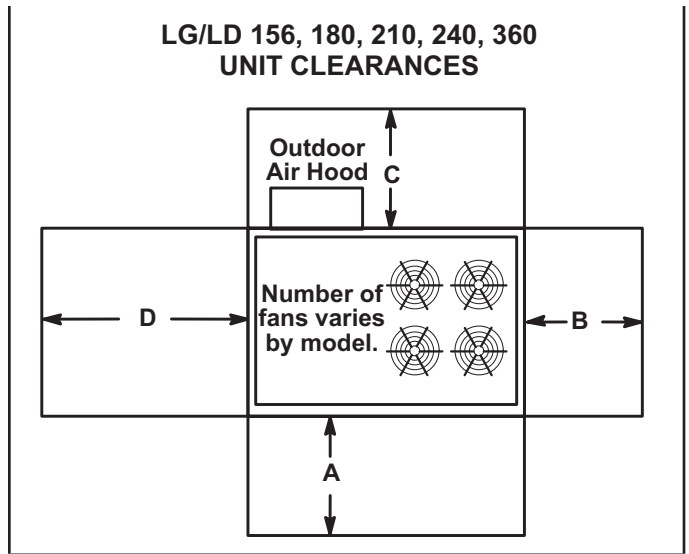 LG/LD 156, 180, 210, 240, 360
UNIT CLEARANCES
Outdoor
Air Hood
C
Number of
fans varies
by model.
D
B
A